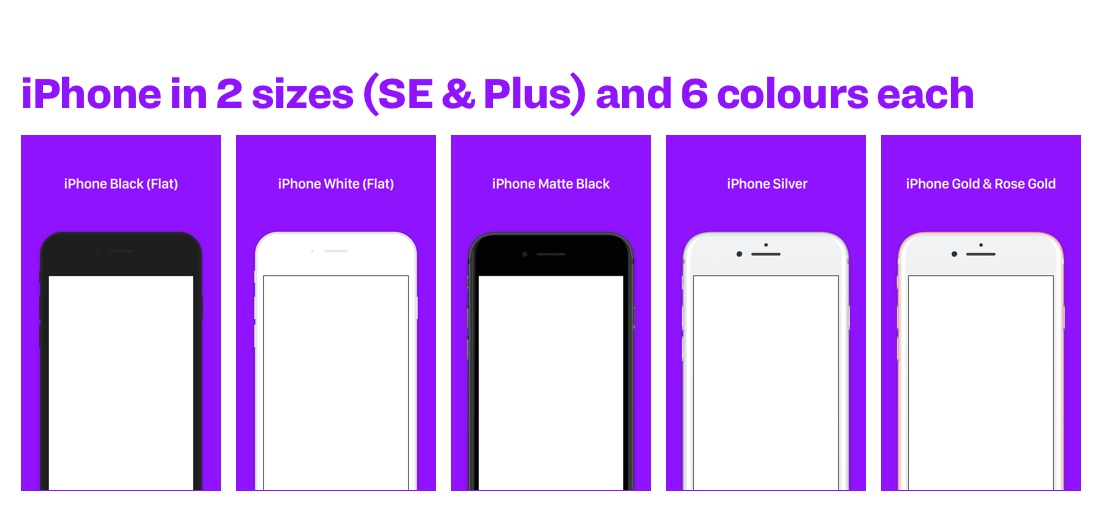 iPhone in 2 sizes (SE & Plus) and 6 colours each
iPhone Black (Flat)
iPhone White (Flat)
iPhone Matte Black
iPhone Silver
iPhone Gold & Rose Gold